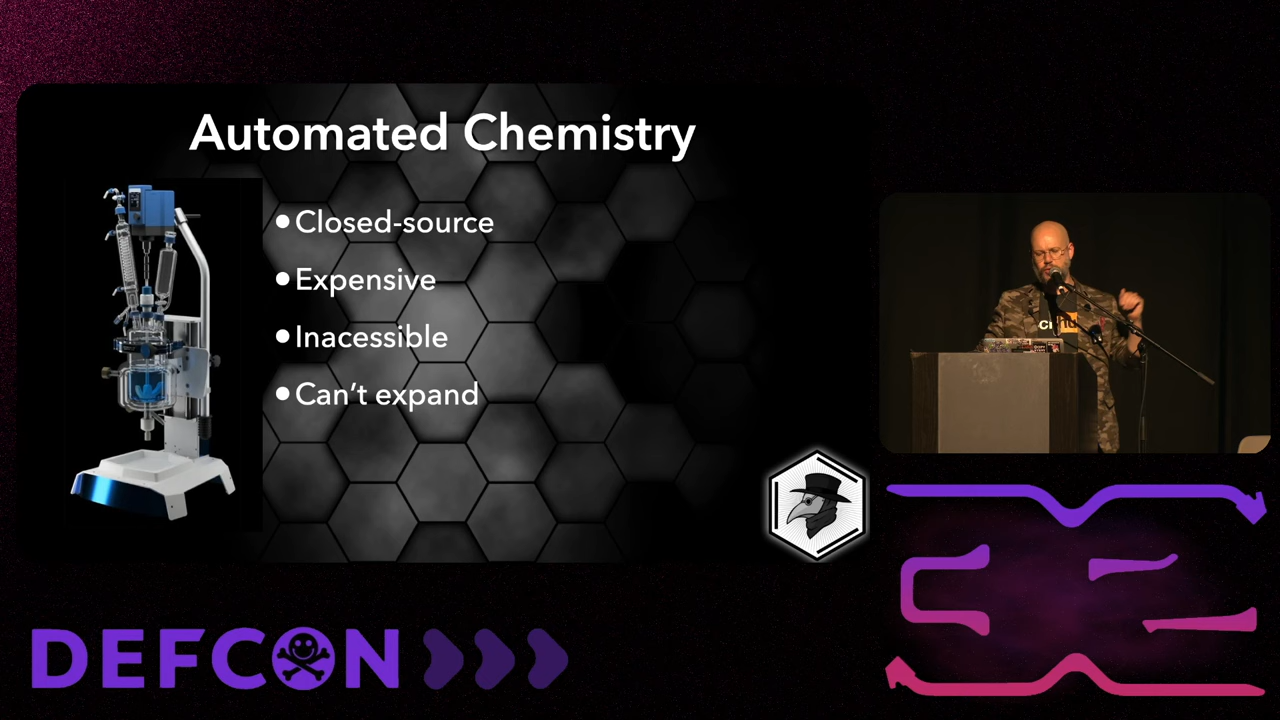 Automated Chemistry
• Closed-source
• Expensive
• Inacessible
• Can't expand
DEFCON